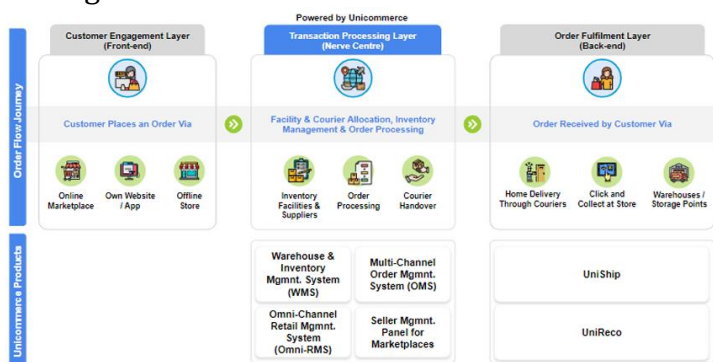 Powered by Unicommerce
Customer Engagement Layer
(Front-end)
Transaction Processing Layer
(Nerve Centre)
Order Fulfilment Layer
(Back-end)
Order Flow Journey
Customer Places an Order Via
Facility & Courier Allocation, Inventory
Management & Order Processing
Order Received by Customer Via
Online
Marketplace
Own Website
/ App
Offline
Store
Inventory
Facilities &
Suppliers
Order
Processing
Courier
Handover
Home Delivery
Through Couriers
Click and
Collect at Store
Warehouses /
Storage Points
Unicommerce Products
Warehouse &
Inventory
Mgmnt. System
(WMS)
Multi-Channel
Order Mgmnt.
System (OMS)
UniShip
Omni-Channel
Retail Mgmnt.
System
(Omni-RMS)
Seller Mgmnt.
Panel for
Marketplaces
UniReco